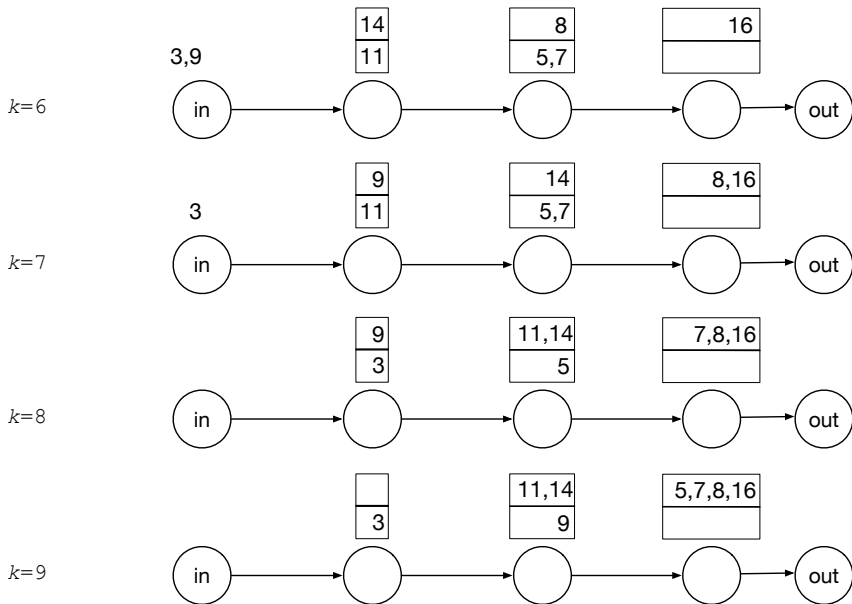 14 8 16
3,9 11 5,7
k=6 in out
9 14 8,16
3 11 5,7
k=7 in out
9 11,14 7,8,16
3 5
k=8 in out
11,14 5,7,8,16
3 9
k=9 in out